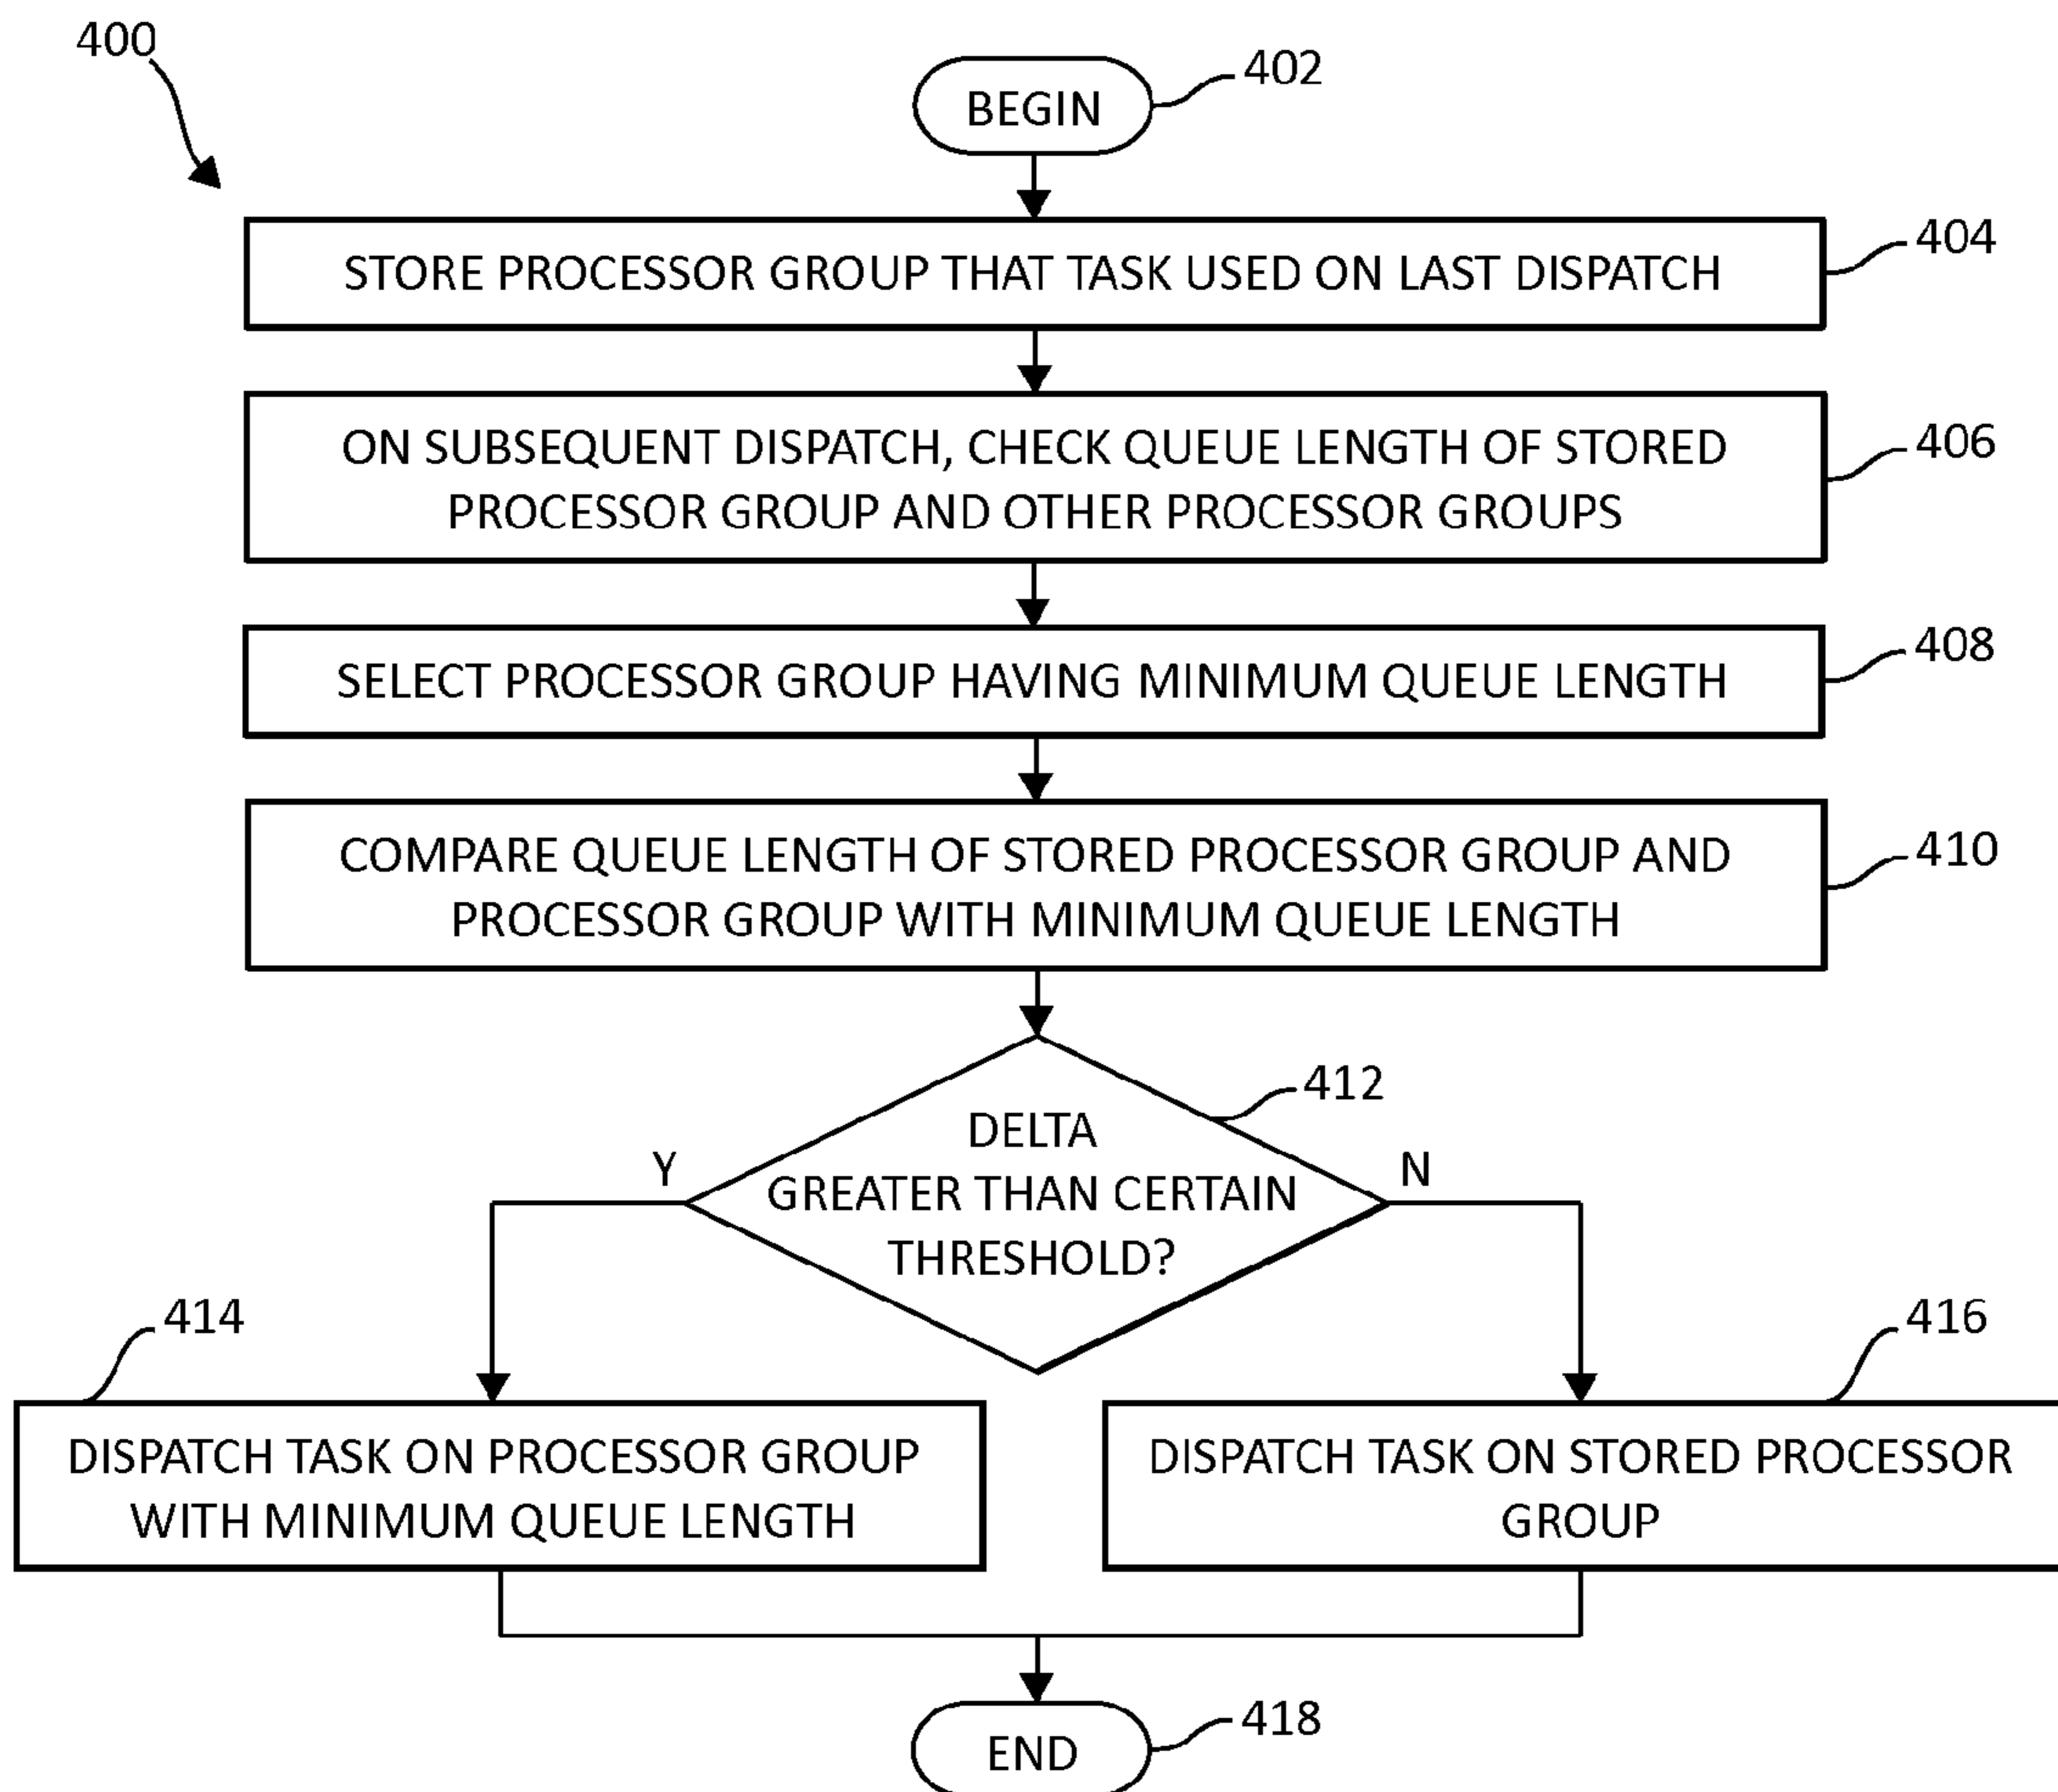 400
402
BEGIN
404
STORE PROCESSOR GROUP THAT TASK USED ON LAST DISPATCH
406
ON SUBSEQUENT DISPATCH, CHECK QUEUE LENGTH OF STORED
PROCESSOR GROUP AND OTHER PROCESSOR GROUPS
408
SELECT PROCESSOR GROUP HAVING MINIMUM QUEUE LENGTH
410
COMPARE QUEUE LENGTH OF STORED PROCESSOR GROUP AND
PROCESSOR GROUP WITH MINIMUM QUEUE LENGTH
412
DELTA
GREATER THAN CERTAIN
THRESHOLD?
Y
N
414
416
DISPATCH TASK ON PROCESSOR GROUP
WITH MINIMUM QUEUE LENGTH
DISPATCH TASK ON STORED PROCESSOR
GROUP
418
END